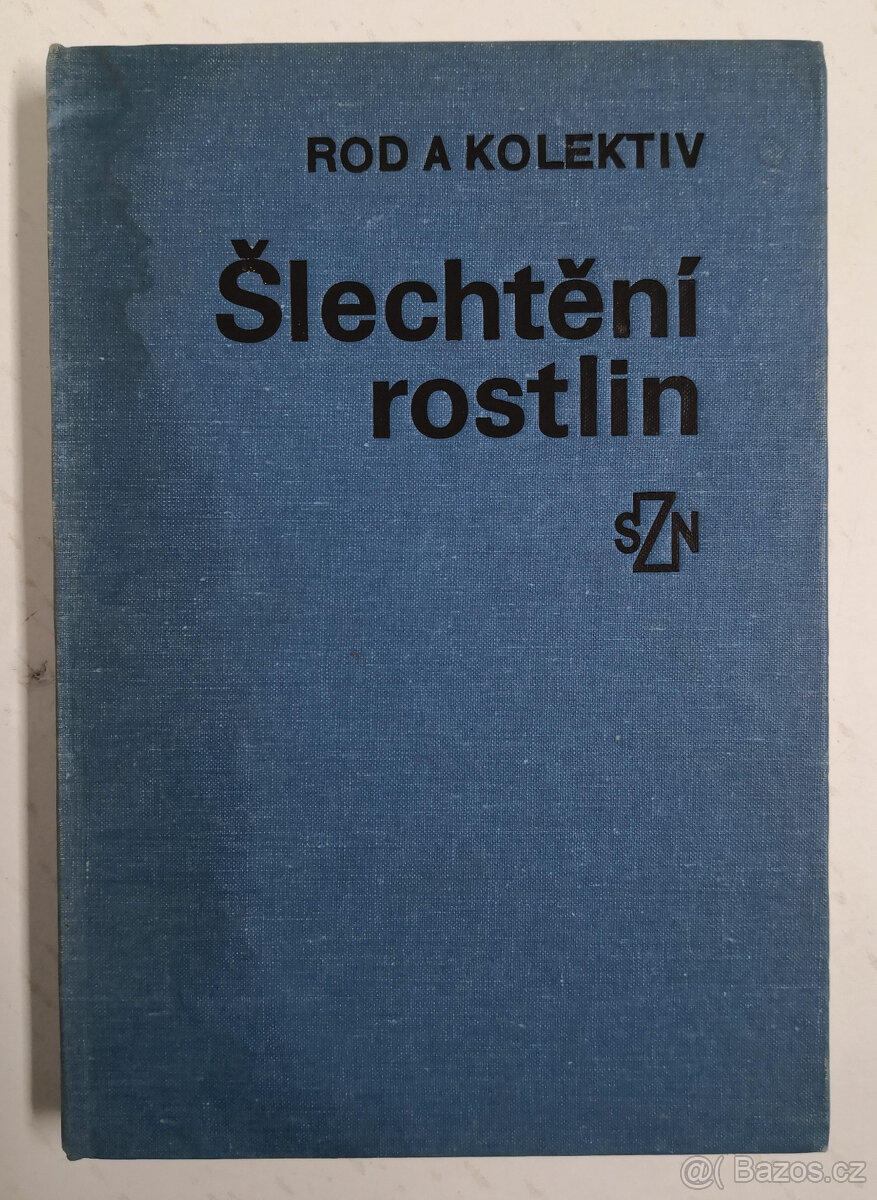 ROD A KOLEKTIV
Šlechtění
rostlin
SZN
@( Bazos.cz